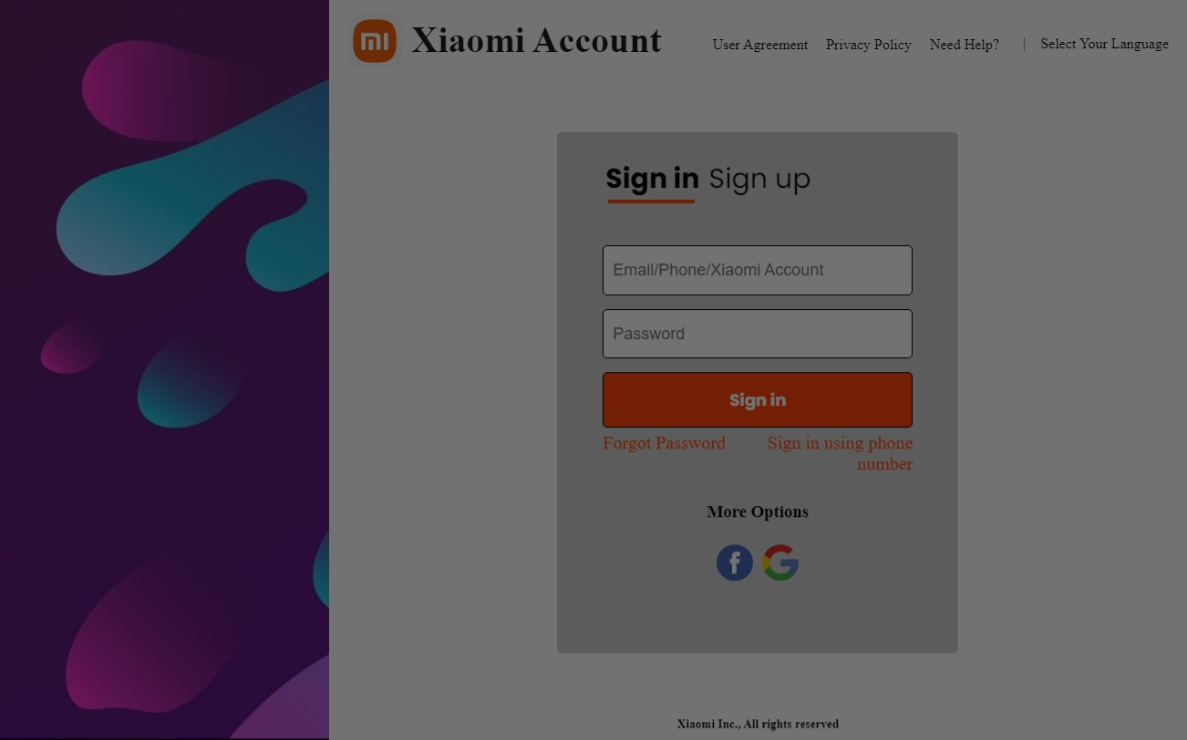 mi Xiaomi Account User Agreement Privacy Policy Need Help? | Select Your Language
Sign in Sign up
Email/Phone/Xiaomi Account
Password
Sign in
Forgot Password Sign in using phone
number
More Options
Xiaomi Inc., All rights reserved